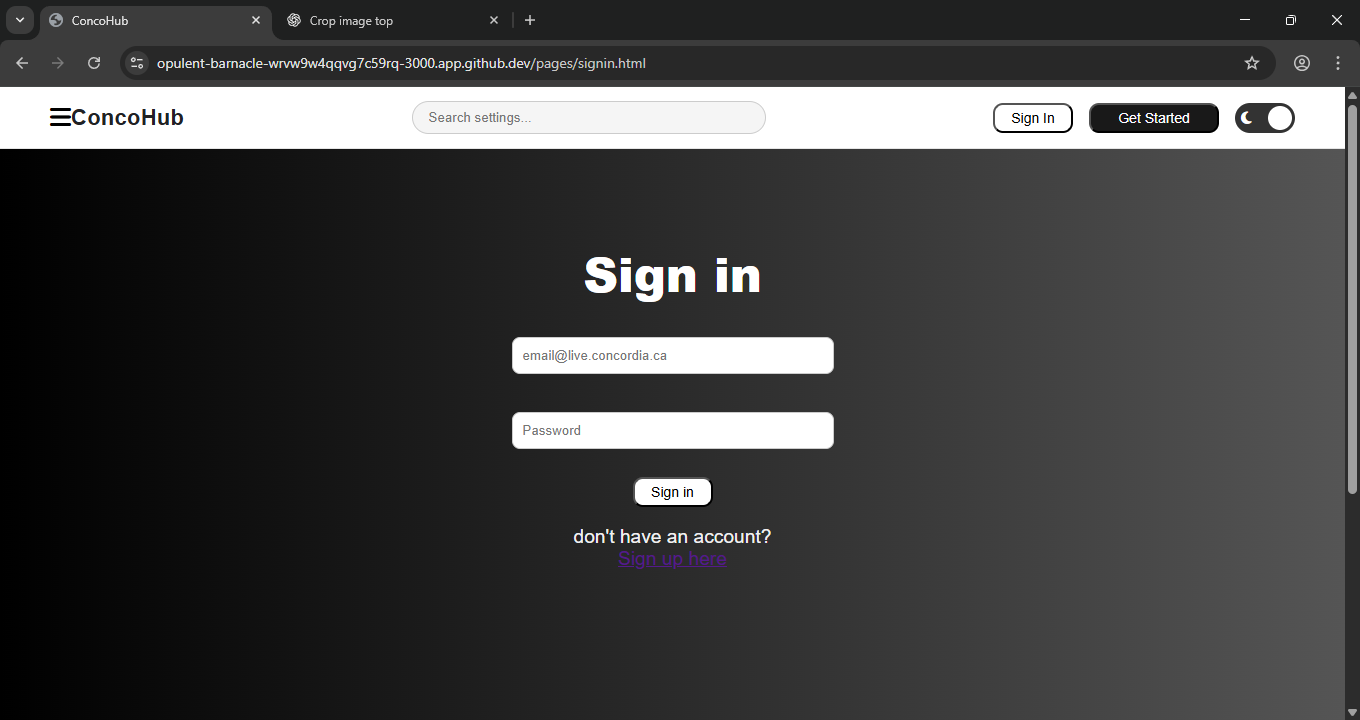 ConcoHub
Crop image top
opulent-barnacle-wrvw9w4qqvg7c59rq-3000.app.github.dev/pages/signin.html
ConcoHub
Search settings...
Sign In
Get Started
Sign in
email@live.concordia.ca
Password
Sign in
don't have an account?
Sign up here